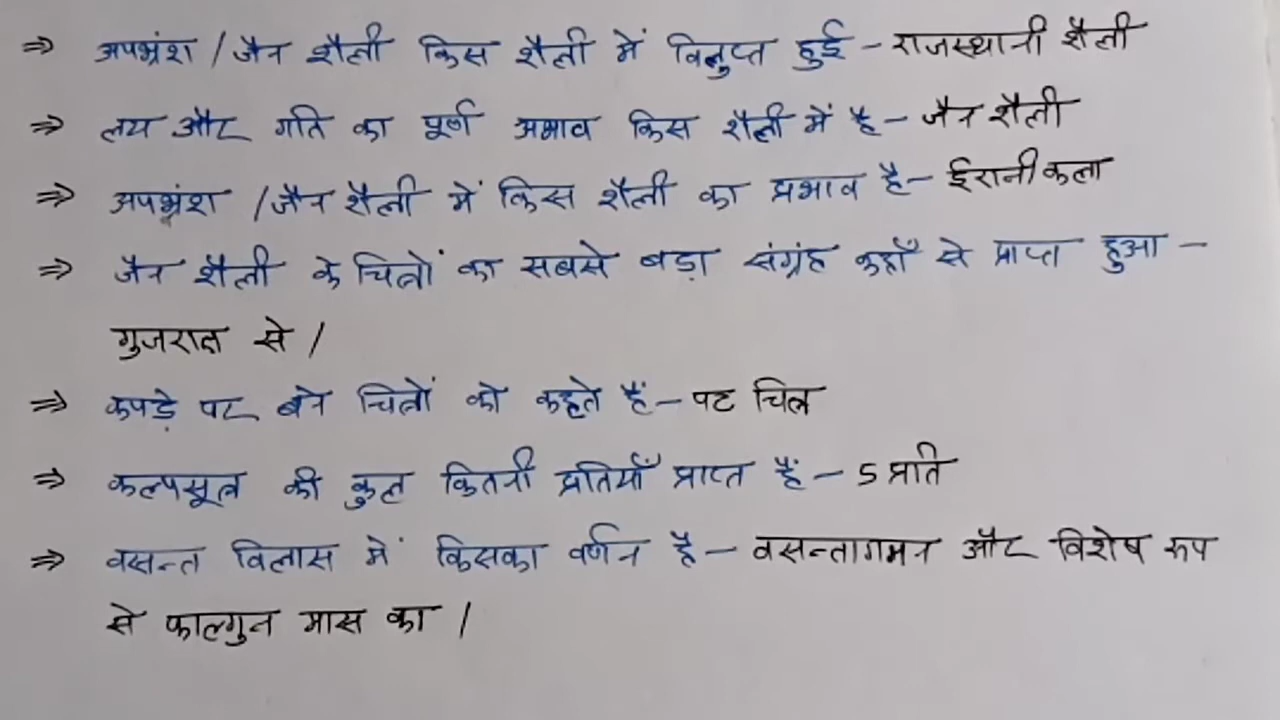 ⇒ अपभ्रंश / जैन शैली किस शैली में विलुप्त हुई - राजस्थानी शैली
⇒ लय और गति का पूर्ण अभाव किस शैली में है - जैन शैली
⇒ अपभ्रंश / जैन शैली में किस शैली का प्रभाव है - ईरानी कला
⇒ जैन शैली के चित्रों का सबसे बड़ा संग्रंह कहाँ से प्राप्त हुआ -
गुजरात से /
⇒ कपड़े पर बने चित्रों को कहते हैं - पट चित्र
⇒ कल्पसूत्र की कुल कितनी प्रतियाँ प्राप्त हैं - 5 प्रति
⇒ वसन्त विलास में किसका वर्णन है - वसन्तागमन और विशेष रूप
से फाल्गुन मास का /